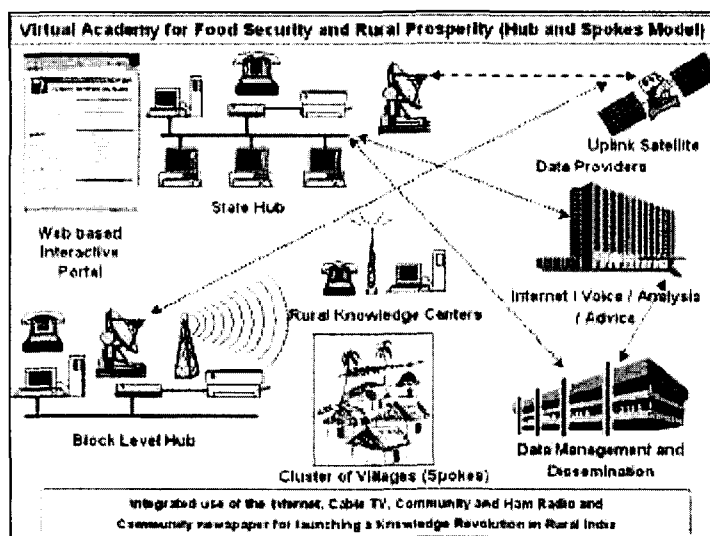 Virtual Academy for Food Security and Rural Prosperity (Hub and Spokes Model)
Uplink Satellite
Data Providers
State Hub
Web based
Interactive
Portal
Internet / Voice / Analysis
/ Advice
Rural Knowledge Centers
Block Level Hub
Data Management and
Dissemination
Cluster of Villages (Spokes)
Integrated use of the Internet, Cable TV, Community and Ham Radio and
Community newspaper for launching a Knowledge Revolution in Rural India